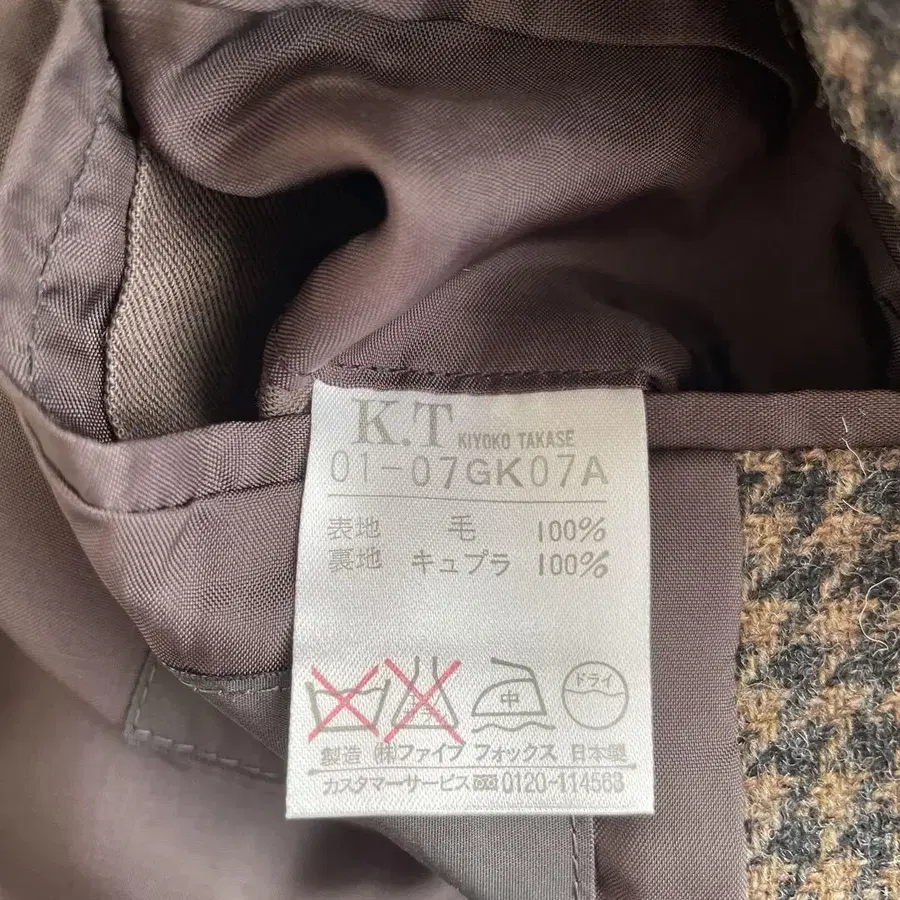 K.T KIYOKO TAKASE
01-07GK07A
表地 毛 100%
裏地 キュプラ 100%
中 ドライ
製造 ㈱ファイブ フォックス 日本製
カスタマーサービス 0120-114563